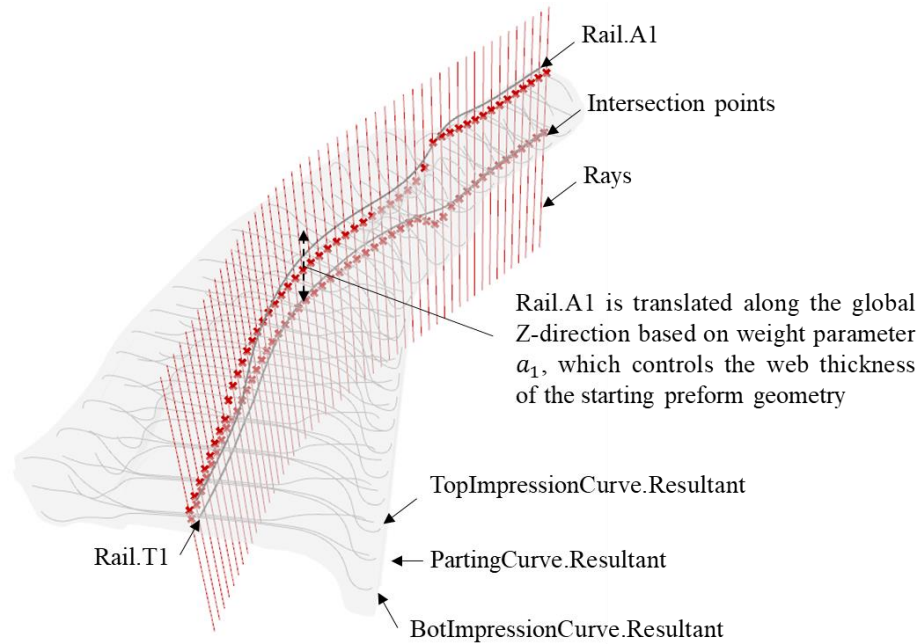 Rail.A1
Intersection points
Rays
Rail.A1 is translated along the global
Z-direction based on weight parameter
𝑎₁, which controls the web thickness
of the starting preform geometry
TopImpressionCurve.Resultant
Rail.T1
PartingCurve.Resultant
BotImpressionCurve.Resultant